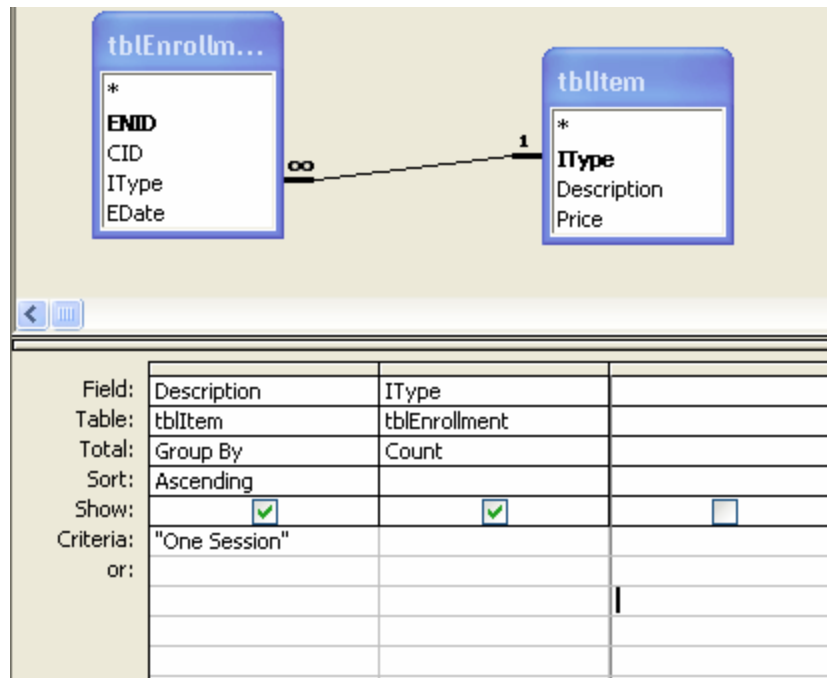 tblEnrollm...
*
ENID
CID
IType
EDate
∞
1
tblItem
*
IType
Description
Price
Field: Description IType
Table: tblItem tblEnrollment
Total: Group By Count
Sort: Ascending
Show:
Criteria: "One Session"
or: